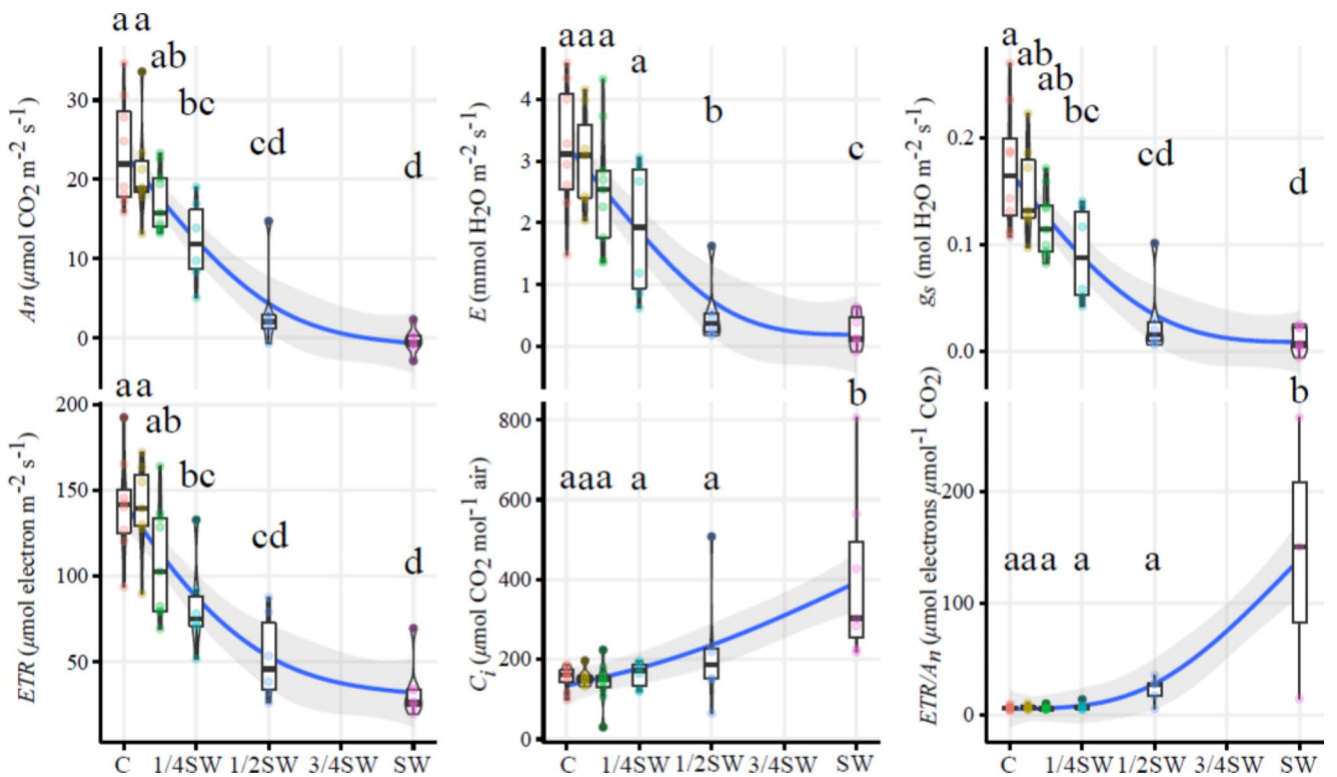 a a
ab
bc
cd
d
An (µmol CO2 m−2 s−1)
30
20
10
0
a a a
a
b
c
E (mmol H2O m−2 s−1)
4
3
2
1
0
a
ab
ab
bc
cd
d
gs (mol H2O m−2 s−1)
0.2
0.1
0.0
aa
ab
bc
cd
d
ETR (µmol electron m−2 s−1)
200
150
100
50
C 1/4SW 1/2SW 3/4SW SW
b
a a a a a
Ci (µmol CO2 mol−1 air)
800
600
400
200
0
C 1/4SW 1/2SW 3/4SW SW
b
a a a a a
ETR/An (µmol electrons µmol−1 CO2)
200
100
0
C 1/4SW 1/2SW 3/4SW SW